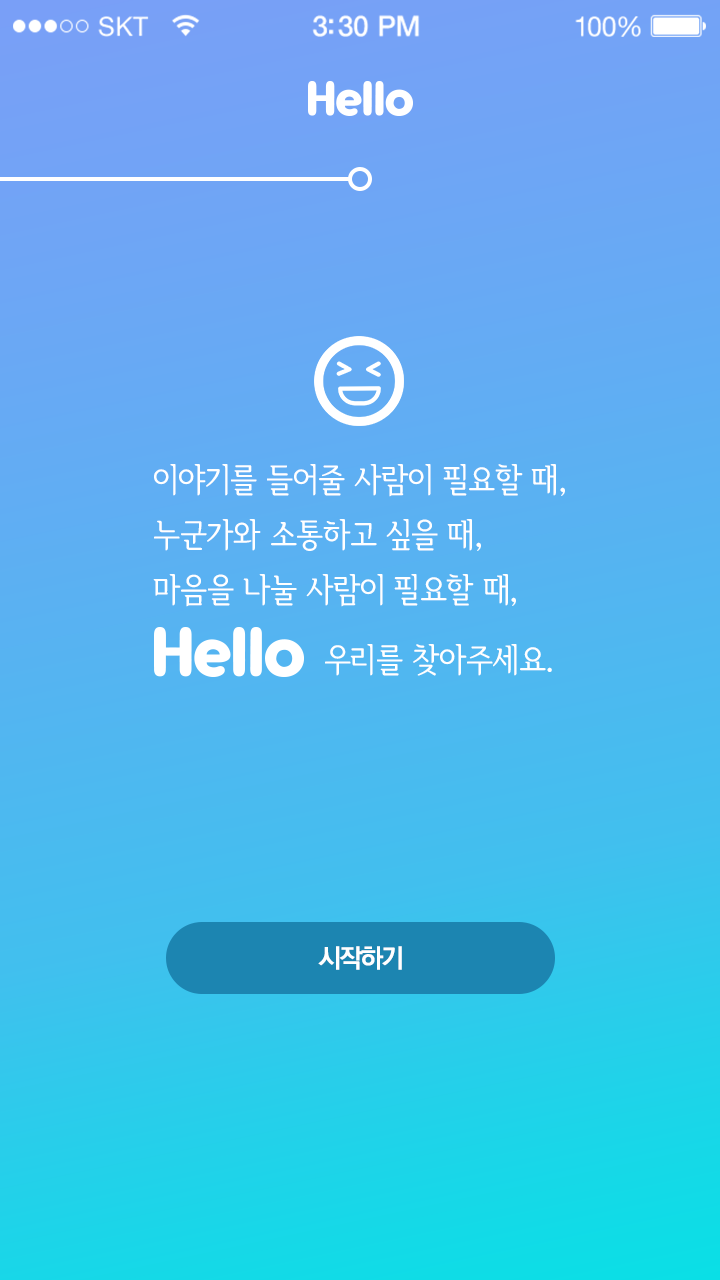 SKT 3:30 PM 100%
Hello
이야기를 들어줄 사람이 필요할 때,
누군가와 소통하고 싶을 때,
마음을 나눌 사람이 필요할 때,
Hello 우리를 찾아주세요.
시작하기